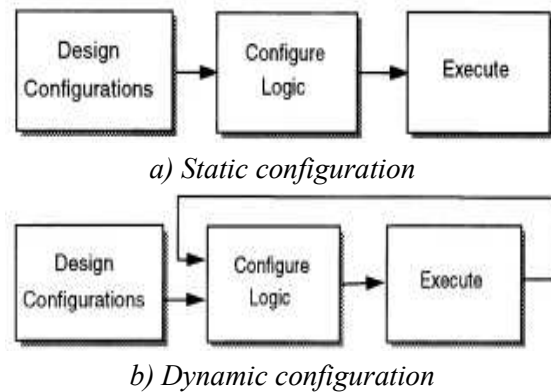 Design
Configurations
Configure
Logic
Execute
a) Static configuration
Design
Configurations
Configure
Logic
Execute
b) Dynamic configuration